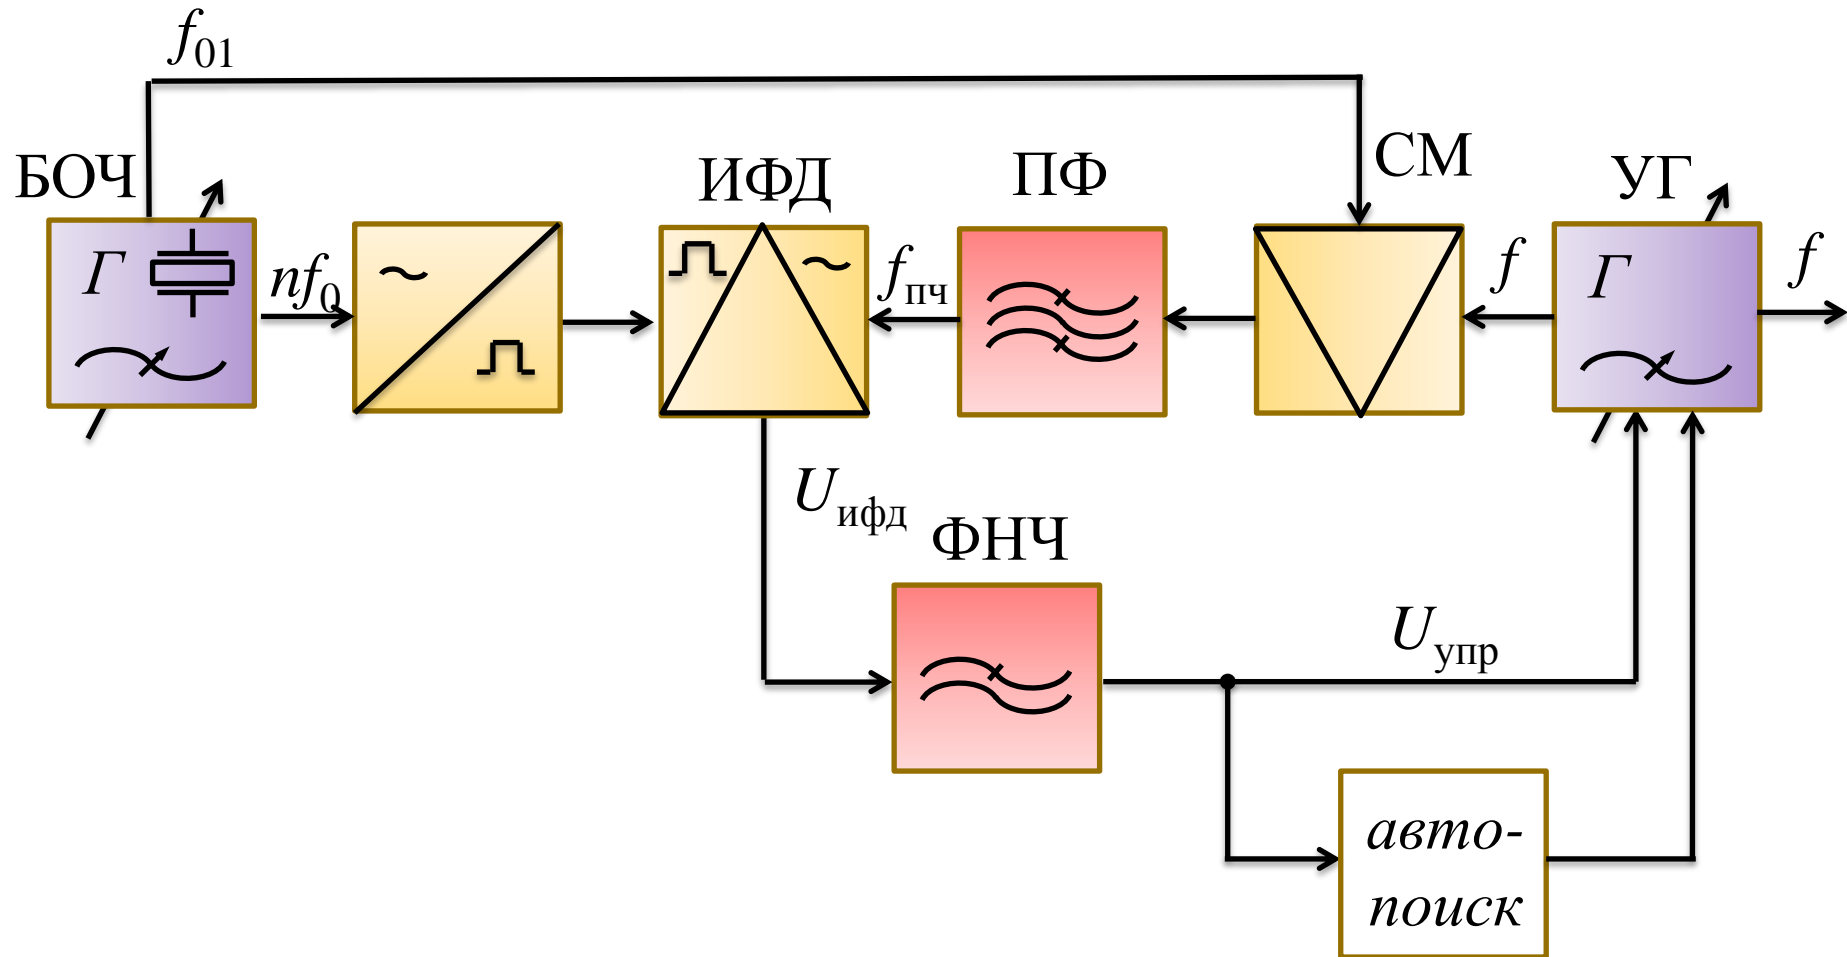 f₀₁
БОЧ
ИФД
ПФ
СМ
УГ
Г
nf₀
fпч
f
Г
f
Uифд
ФНЧ
Uупр
авто-
поиск